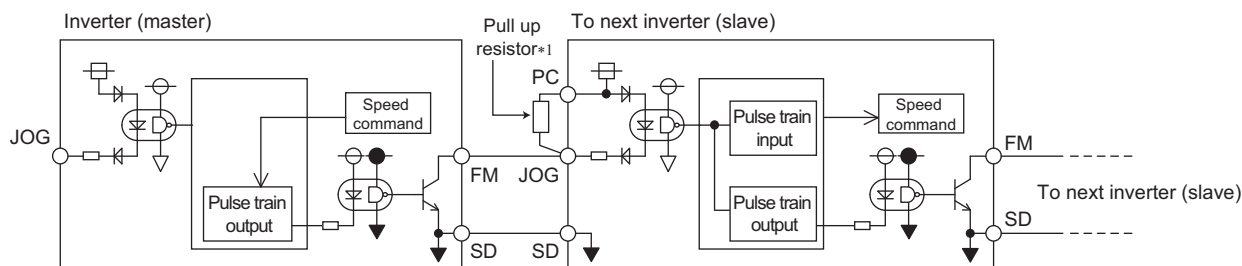 Inverter (master)
To next inverter (slave)
Pull up
resistor*1
PC
JOG
Speed
command
Pulse train
output
FM
JOG
SD
SD
Pulse train
input
Pulse train
output
Speed
command
FM
To next inverter (slave)
SD